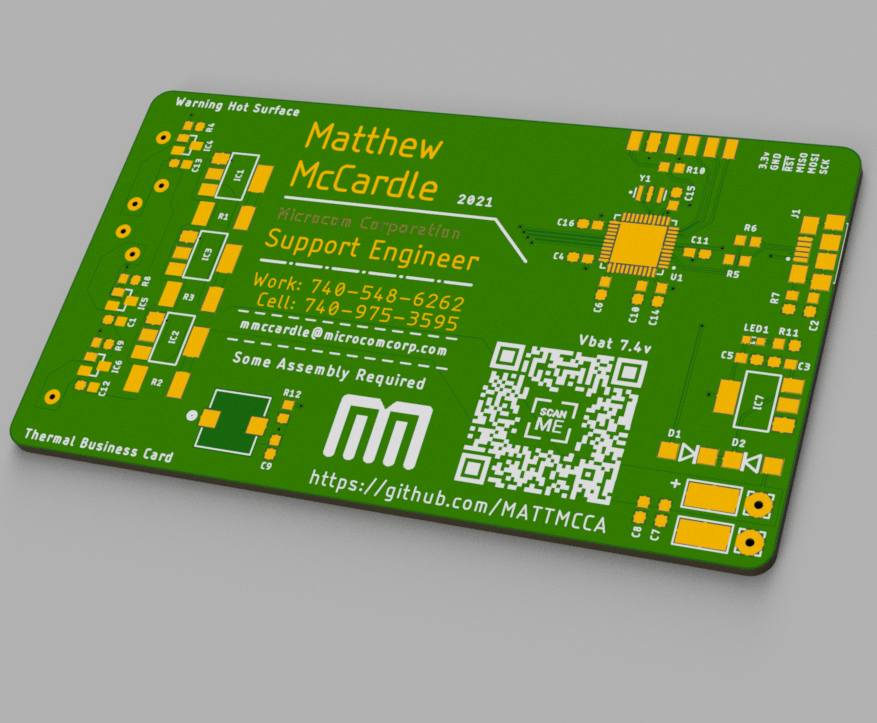 Warning Hot Surface
Matthew
McCardle
2021
Microcom Corporation
Support Engineer
Work: 740-548-6262
Cell: 740-975-3595
mmccardle@microcomcorp.com
Some Assembly Required
https://github.com/MATTMCCA
Thermal Business Card
SCAN
ME
Vbat 7.4v
R4
IC4
C13
IC1
R1
IC3
R8
IC5
R3
C1
IC2
R9
IC6
C12
R2
R12
C9
3.3v
GND
RST
MISO
MOSI
SCK
R10
Y1
C15
C16
C4
C11
U1
C6
C10
C14
R6
R5
J1
R7
C2
LED1
R11
C5
C3
IC7
D1
D2
+
C8
C7